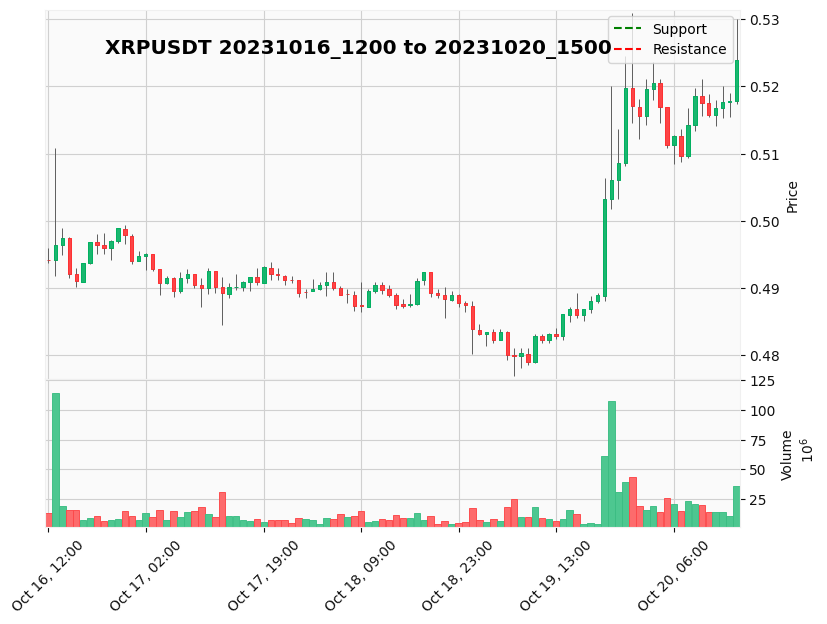 XRPUSDT 20231016_1200 to 20231020_1500
Support
Resistance
0.53
0.52
0.51
0.50
0.49
0.48
Price
125
100
75
50
25
Volume
10^6
Oct 16, 12:00
Oct 17, 02:00
Oct 17, 19:00
Oct 18, 09:00
Oct 18, 23:00
Oct 19, 13:00
Oct 20, 06:00